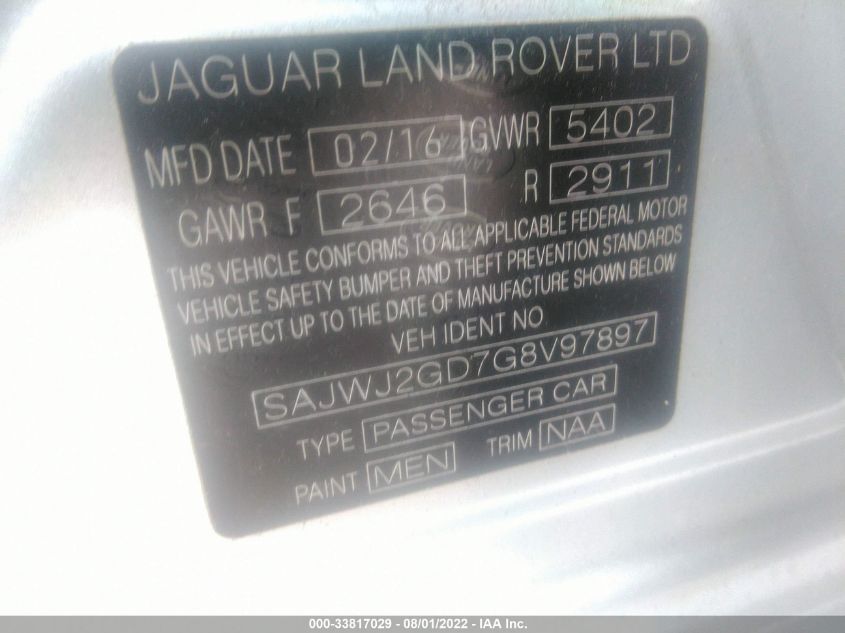 JAGUAR LAND ROVER LTD
MFD DATE 02/16 GVWR 5402
GAWR F 2646 R 2911
THIS VEHICLE CONFORMS TO ALL APPLICABLE FEDERAL MOTOR
VEHICLE SAFETY BUMPER AND THEFT PREVENTION STANDARDS
IN EFFECT UP TO THE DATE OF MANUFACTURE SHOWN BELOW
VEH IDENT NO
SAJWJ2GD7G8V97897
TYPE PASSENGER CAR
PAINT MEN TRIM NAA
000-33817029 - 08/01/2022 - IAA Inc.